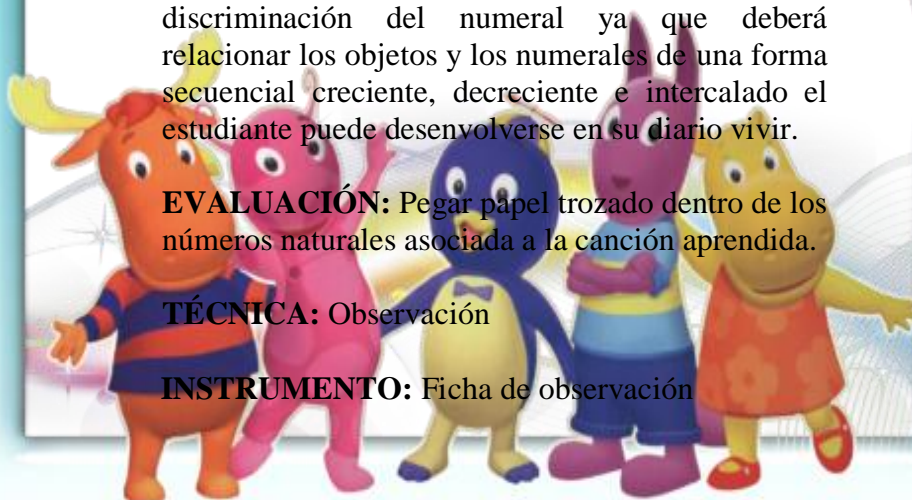 discriminación del numeral ya que deberá
relacionar los objetos y los numerales de una forma
secuencial creciente, decreciente e intercalado el
estudiante puede desenvolverse en su diario vivir.
EVALUACIÓN: Pegar papel trozado dentro de los
números naturales asociada a la canción aprendida.
TÉCNICA: Observación
INSTRUMENTO: Ficha de observación